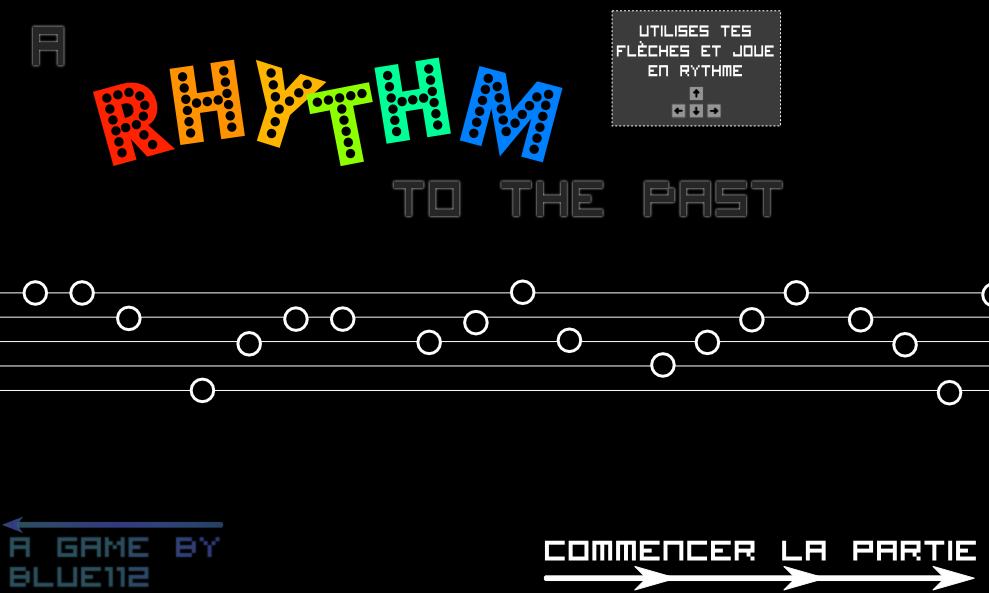 A
RHYTHM
TO THE PAST
UTILISES TES
FLÈCHES ET JOUE
EN RYTHME
A GAME BY
BLUE112
COMMENCER LA PARTIE